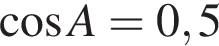 cos A = 0,5